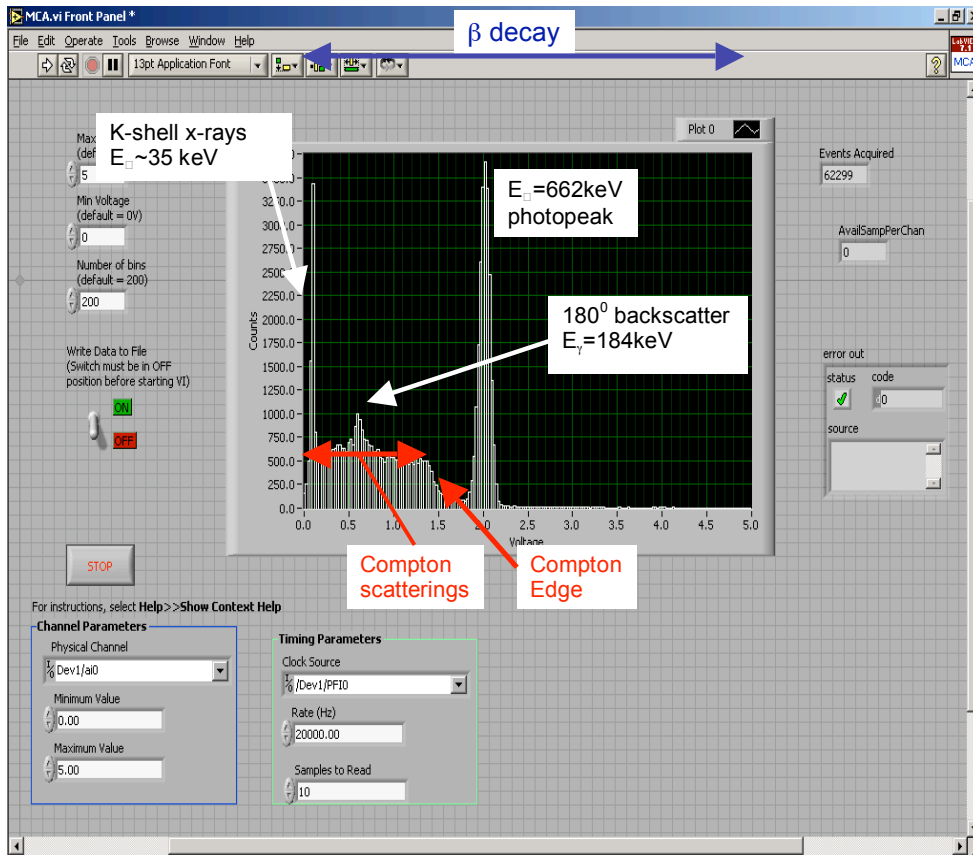 MCA.vi Front Panel *
File Edit Operate Tools Browse Window Help
β decay
13pt Application Font
LabVIEW
7.1
MCA
Plot 0
K-shell x-rays
E□~35 keV
5
Min Voltage
(default = 0V)
0
Number of bins
(default = 200)
200
Write Data to File
(Switch must be in OFF
position before starting VI)
ON
OFF
STOP
E□=662keV
photopeak
180⁰ backscatter
Eγ=184keV
Counts
3250.0
3000.0
2750.0
2500.0
2250.0
2000.0
1750.0
1500.0
1250.0
1000.0
750.0
500.0
250.0
0.0
0.0 0.5 1.0 1.5 2.0 2.5 3.0 3.5 4.0 4.5 5.0
Voltage
Compton
scatterings
Compton
Edge
Events Acquired
62299
AvailSampPerChan
0
error out
status code
d0
source
For instructions, select Help>>Show Context Help
Channel Parameters
Physical Channel
Dev1/ai0
Minimum Value
0.00
Maximum Value
5.00
Timing Parameters
Clock Source
/Dev1/PFI0
Rate (Hz)
20000.00
Samples to Read
10